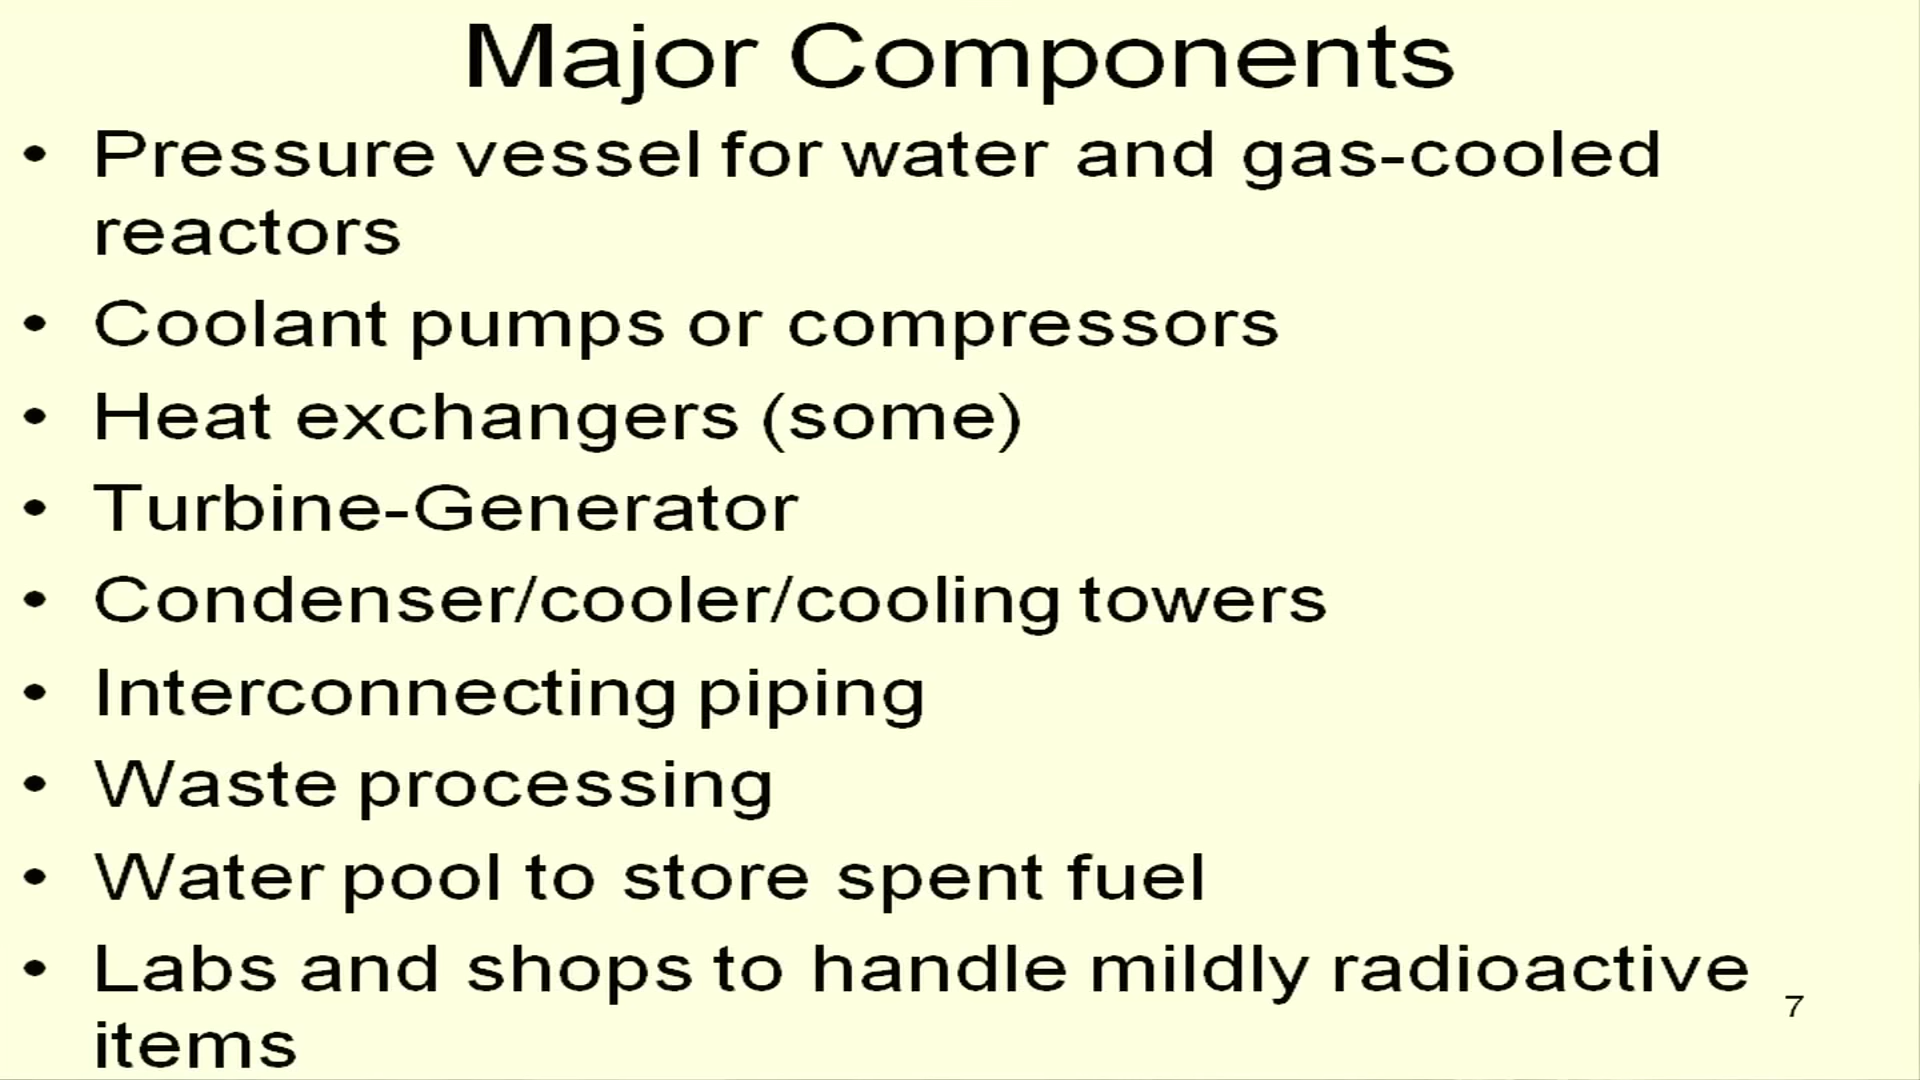 Major Components
• Pressure vessel for water and gas-cooled
reactors
• Coolant pumps or compressors
• Heat exchangers (some)
• Turbine-Generator
• Condenser/cooler/cooling towers
• Interconnecting piping
• Waste processing
• Water pool to store spent fuel
• Labs and shops to handle mildly radioactive
items
7